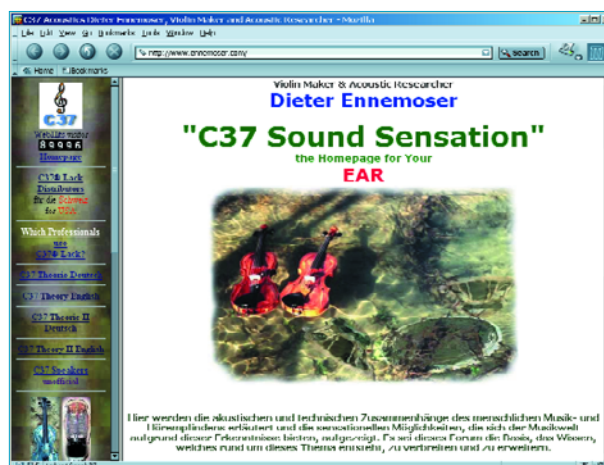 C37 Acoustics Dieter Ennemoser, Violin Maker and Acoustic Researcher - Mozilla
File Edit View Go Bookmarks Tools Window Help
http://www.ennemoser.com/
Search
Home Bookmarks
C37
Website visitor
89996
Homepage
C37® Lack
Distributors
für die Schweiz
for USA
Which Professionals
use
C37® Lack?
C37 Theorie Deutsch
C37 Theory English
C37 Theorie II
Deutsch
C37 Theory II English
C37 Speakers
unofficial
Violin Maker & Acoustic Researcher
Dieter Ennemoser
"C37 Sound Sensation"
the Homepage for Your
EAR
Hier werden die akustischen und technischen Zusammenhänge des menschlichen Musik- und
Hörempfindens erläutert und die sensationellen Möglichkeiten, die sich der Musikwelt
aufgrund dieser Erkenntnisse bieten, aufgezeigt. Es sei dieses Forum die Basis, das Wissen,
welches rund um dieses Thema entsteht, zu verbreiten und zu erweitern.